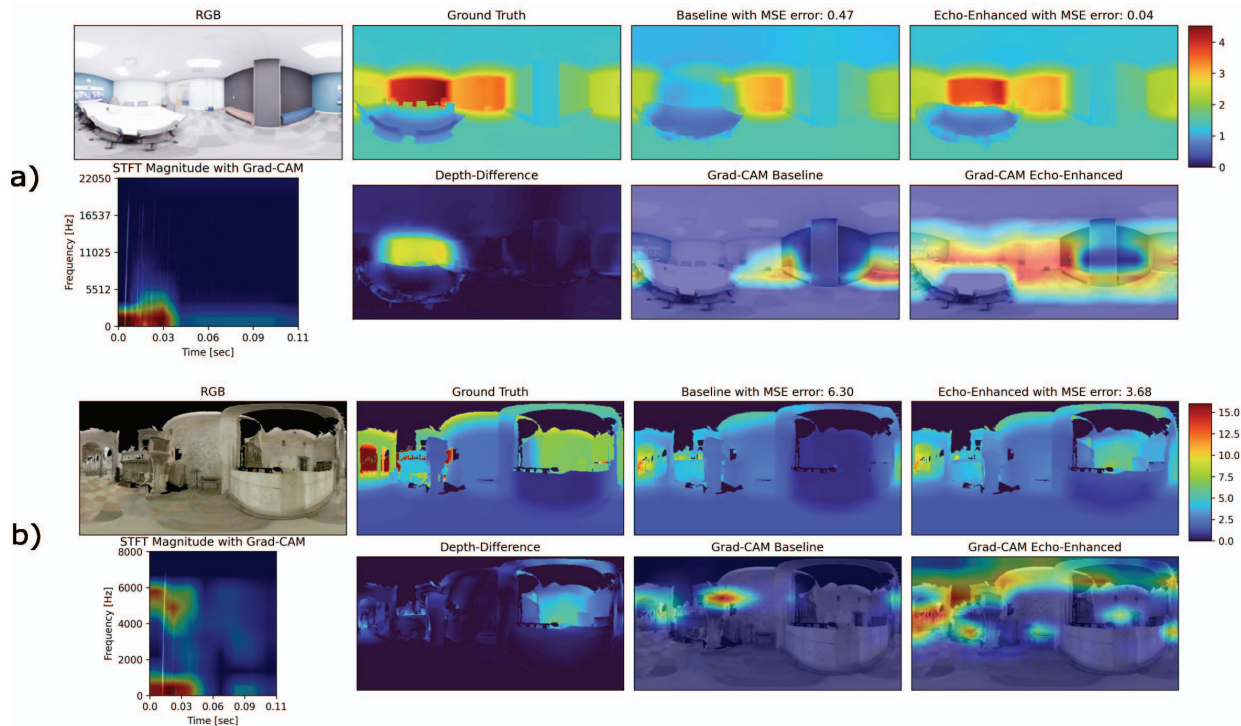 RGB
Ground Truth
Baseline with MSE error: 0.47
Echo-Enhanced with MSE error: 0.04
4
3
2
1
0
a)
STFT Magnitude with Grad-CAM
Depth-Difference
Grad-CAM Baseline
Grad-CAM Echo-Enhanced
22050
16537
11025
5512
0
Frequency [Hz]
0.0 0.03 0.06 0.09 0.11
Time [sec]
RGB
Ground Truth
Baseline with MSE error: 6.30
Echo-Enhanced with MSE error: 3.68
15.0
12.5
10.0
7.5
5.0
2.5
0.0
b)
STFT Magnitude with Grad-CAM
Depth-Difference
Grad-CAM Baseline
Grad-CAM Echo-Enhanced
8000
6000
4000
2000
0
Frequency [Hz]
0.0 0.03 0.06 0.09 0.11
Time [sec]